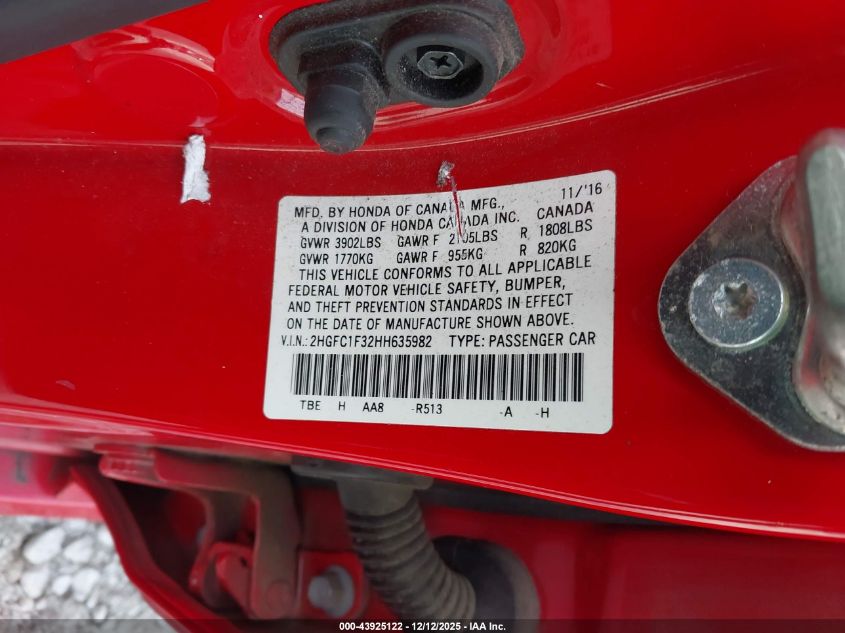 11/'16
MFD. BY HONDA OF CANADA MFG.,
A DIVISION OF HONDA CANADA INC. CANADA
GVWR 3902LBS GAWR F 2105LBS R 1808LBS
GVWR 1770KG GAWR F 955KG R 820KG
THIS VEHICLE CONFORMS TO ALL APPLICABLE
FEDERAL MOTOR VEHICLE SAFETY, BUMPER,
AND THEFT PREVENTION STANDARDS IN EFFECT
ON THE DATE OF MANUFACTURE SHOWN ABOVE.
V.I.N.: 2HGFC1F32HH635982 TYPE: PASSENGER CAR
TBE H AA8 -R513 -A -H
000-43925122 - 12/12/2025 - IAA Inc.